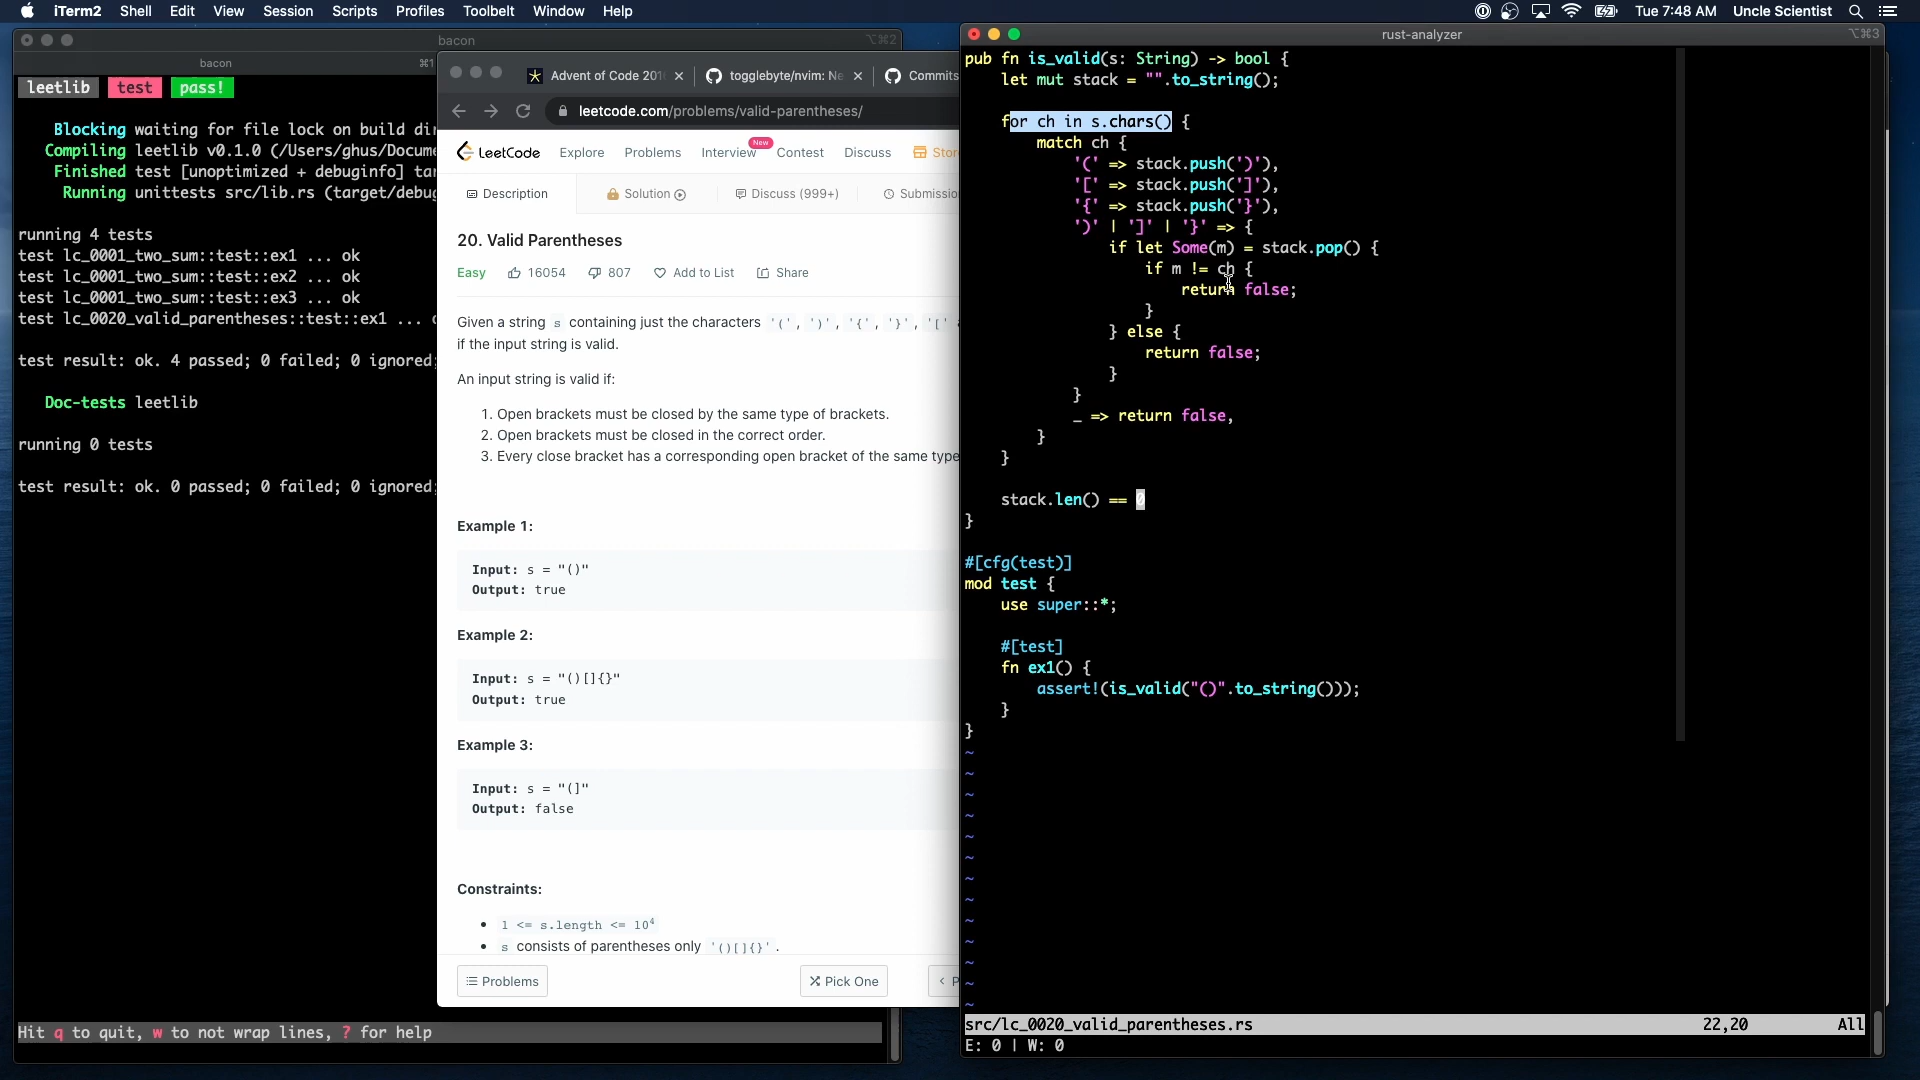 iTerm2 Shell Edit View Session Scripts Profiles Toolbelt Window Help
Tue 7:48 AM Uncle Scientist
bacon ⌥⌘2
bacon ⌘1
leetlib test pass!
Blocking waiting for file lock on build
Compiling leetlib v0.1.0
Finished test [unoptimized + debuginfo]
Running unittests src/lib.rs
running 4 tests
test lc_0001_two_sum::test::ex1 ... ok
test lc_0001_two_sum::test::ex2 ... ok
test lc_0001_two_sum::test::ex3 ... ok
test lc_0020_valid_parentheses::test::ex1 ...
test result: ok. 4 passed; 0 failed; 0 ignored;
Doc-tests leetlib
running 0 tests
test result: ok. 0 passed; 0 failed; 0 ignored;
Hit q to quit, w to not wrap lines, ? for help
Advent of Code togglebyte/nvim: Commits
leetcode.com/problems/valid-parentheses/
LeetCode Explore Problems Interview New Contest Discuss
Description Solution Discuss (999+)
20. Valid Parentheses
Easy 16054 807 Add to List Share
Given a string s containing just the characters '(', ')', '{', '}', '['
if the input string is valid.
An input string is valid if:
1. Open brackets must be closed by the same type of brackets.
2. Open brackets must be closed in the correct order.
3. Every close bracket has a corresponding open bracket of the same type
Example 1:
Input: s = "()"
Output: true
Example 2:
Input: s = "()[]{}"
Output: true
Example 3:
Input: s = "(]"
Output: false
Constraints:
1 <= s.length <= 10⁴
s consists of parentheses only '()[]{}'.
Problems Pick One
rust-analyzer ⌥⌘3
pub fn is_valid(s: String) -> bool {
let mut stack = "".to_string();
for ch in s.chars() {
match ch {
'(' => stack.push(')'),
'[' => stack.push(']'),
'{' => stack.push('}'),
')' | ']' | '}' => {
if let Some(m) = stack.pop() {
if m != ch {
return false;
}
} else {
return false;
}
}
_ => return false,
}
}
stack.len() == 0
}
#[cfg(test)]
mod test {
use super::*;
#[test]
fn ex1() {
assert!(is_valid("()".to_string()));
}
}
~
~
~
~
~
~
~
~
~
~
~
~
~
src/lc_0020_valid_parentheses.rs 22,20 All
E: 0 | W: 0